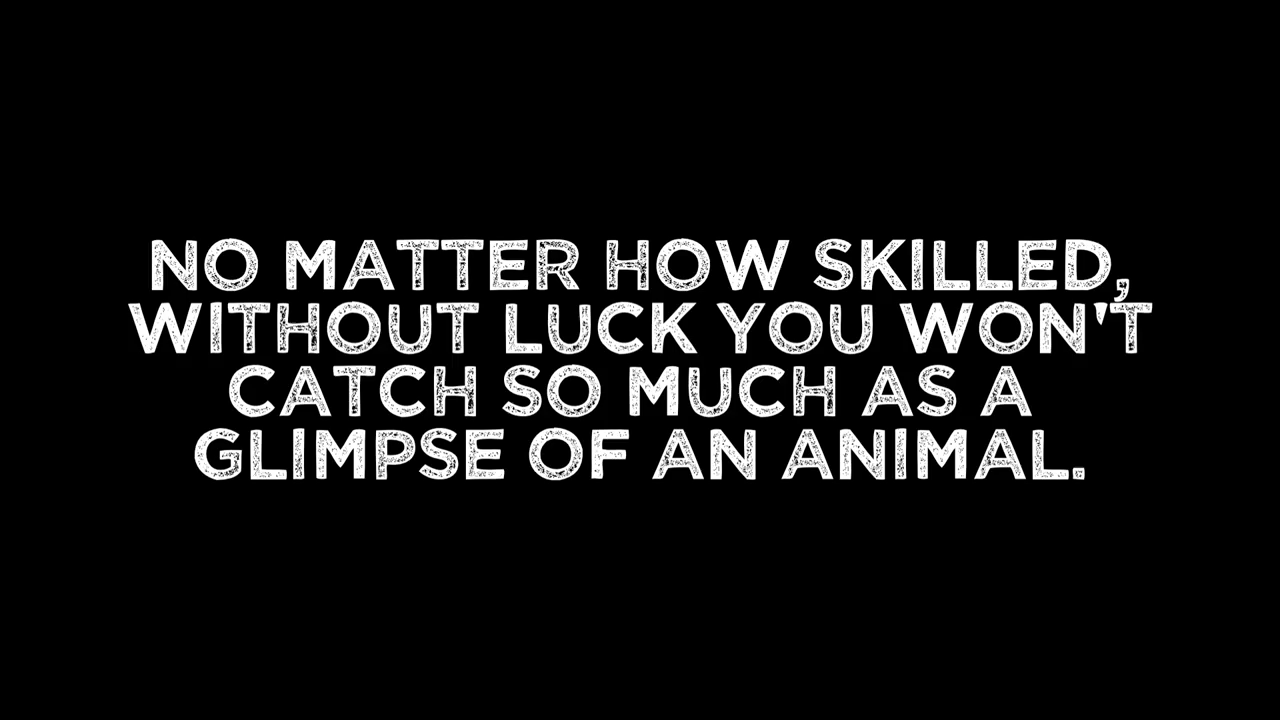 NO MATTER HOW SKILLED,
WITHOUT LUCK YOU WON'T
CATCH SO MUCH AS A
GLIMPSE OF AN ANIMAL.